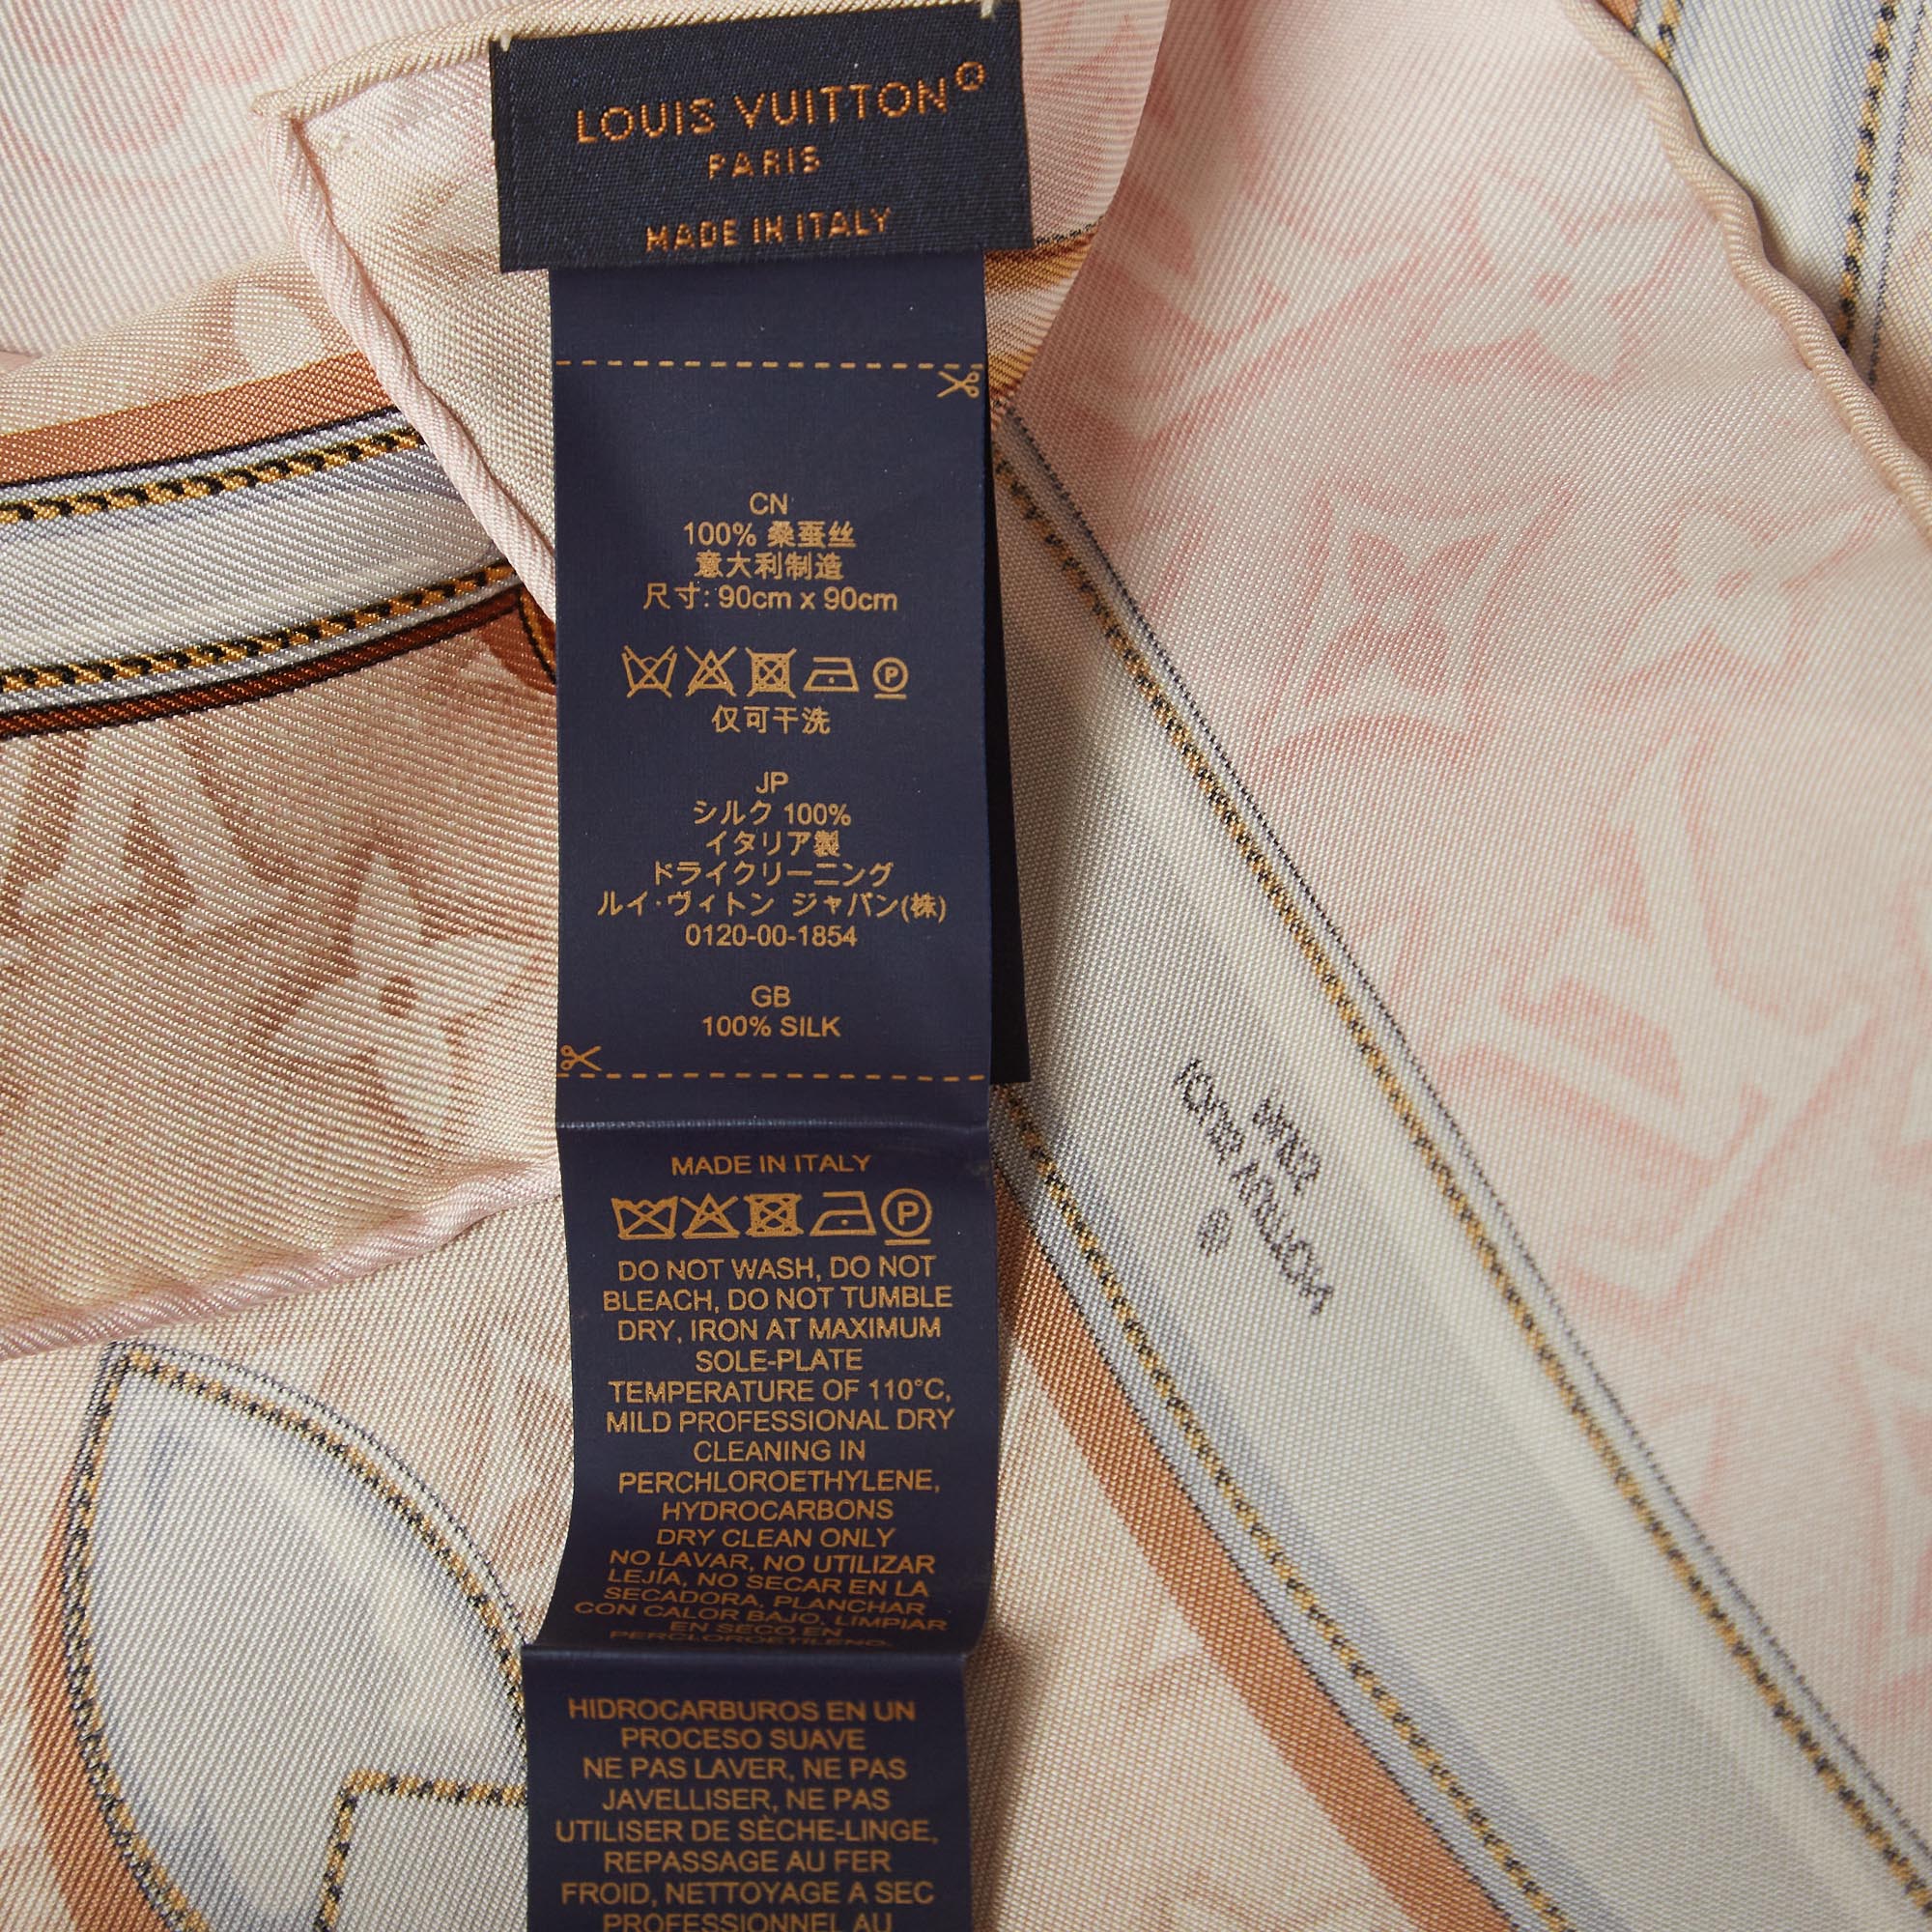 LOUIS VUITTON®
PARIS
MADE IN ITALY
CN
100% 桑蚕丝
意大利制造
尺寸: 90cm x 90cm
P
仅可干洗
JP
シルク 100%
イタリア製
ドライクリーニング
ルイ·ヴィトン ジャパン(株)
0120-00-1854
GB
100% SILK
MADE IN ITALY
P
DO NOT WASH, DO NOT
BLEACH, DO NOT TUMBLE
DRY, IRON AT MAXIMUM
SOLE-PLATE
TEMPERATURE OF 110°C,
MILD PROFESSIONAL DRY
CLEANING IN
PERCHLOROETHYLENE,
HYDROCARBONS
DRY CLEAN ONLY
NO LAVAR, NO UTILIZAR
LEJÍA, NO SECAR EN LA
SECADORA, PLANCHAR
CON CALOR BAJO, LIMPIAR
EN SECO EN
PERCLOROETILENO,
HIDROCARBUROS EN UN
PROCESO SUAVE
NE PAS LAVER, NE PAS
JAVELLISER, NE PAS
UTILISER DE SÈCHE-LINGE,
REPASSAGE AU FER
FROID, NETTOYAGE A SEC
PROFESSIONNEL AU
LOUIS VUITTON
PARIS
®